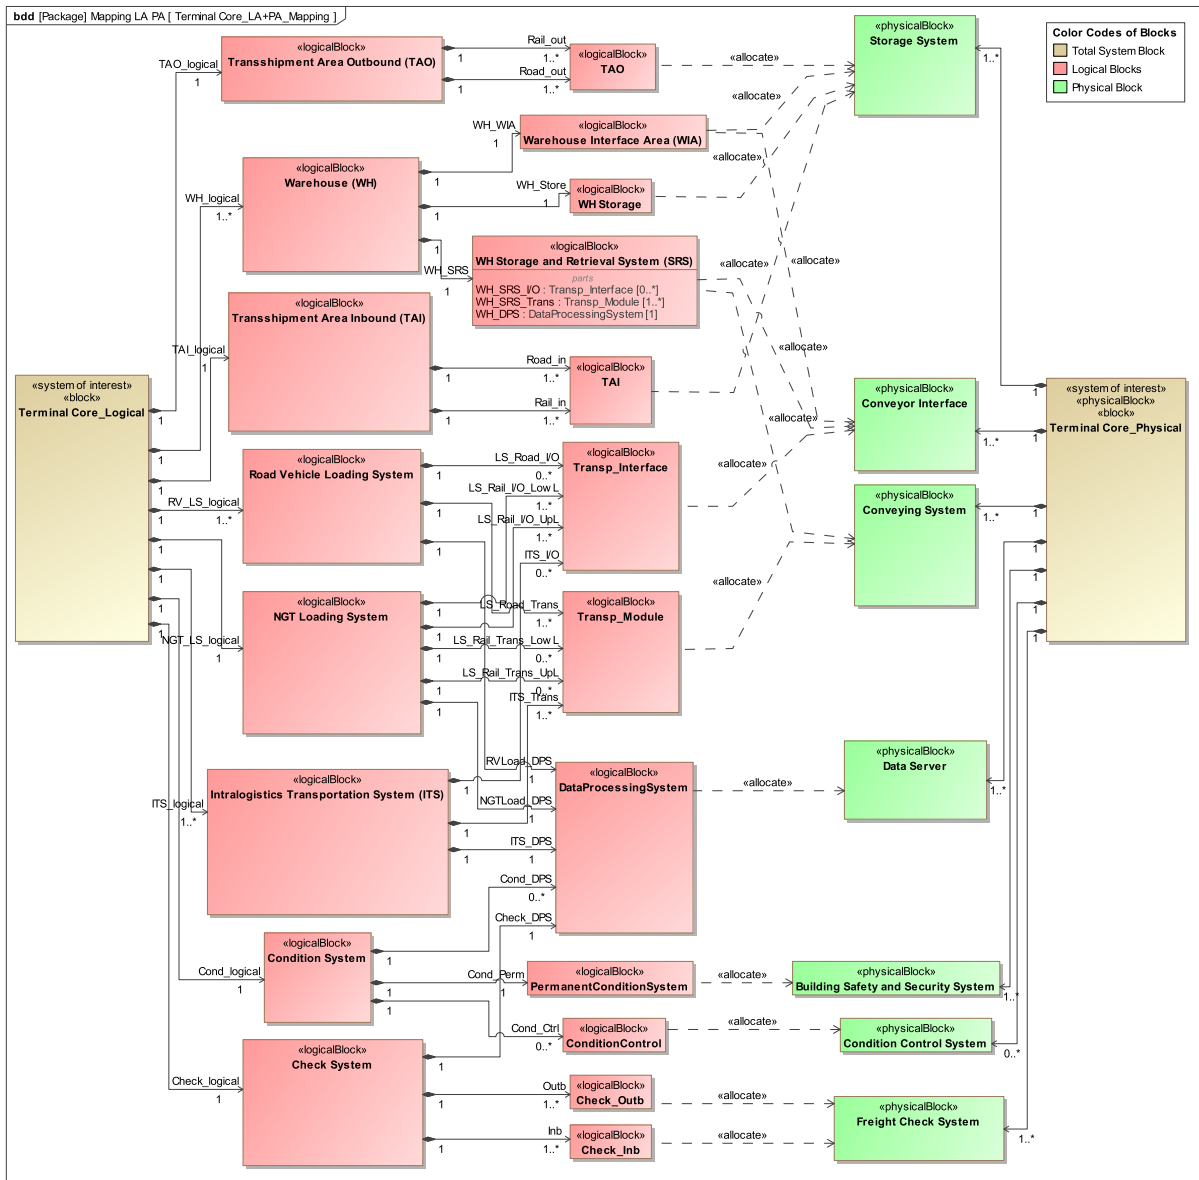 bdd [Package] Mapping LA PA [ Terminal Core_LA+PA_Mapping ]
Color Codes of Blocks
Total System Block
Logical Blocks
Physical Block
«system of interest»
«block»
Terminal Core_Logical
1
1
1
1
1
1
1
1
TAO_logical
1
WH_logical
1..*
TAI_logical
1
RV_LS_logical
1..*
NGT_LS_logical
1
ITS_logical
1..*
Cond_logical
1
Check_logical
1
«logicalBlock»
Transshipment Area Outbound (TAO)
1
Rail_out
1..*
1
Road_out
1..*
«logicalBlock»
TAO
«logicalBlock»
Warehouse (WH)
1
WH_WIA
1
1
WH_Store
1
1
WH_SRS
1
«logicalBlock»
Warehouse Interface Area (WIA)
«logicalBlock»
WH Storage
«logicalBlock»
WH Storage and Retrieval System (SRS)
parts
WH_SRS_I/O : Transp_Interface [0..*]
WH_SRS_Trans : Transp_Module [1..*]
WH_DPS : DataProcessingSystem [1]
«logicalBlock»
Transshipment Area Inbound (TAI)
1
Road_in
1..*
1
Rail_in
1..*
«logicalBlock»
TAI
«logicalBlock»
Road Vehicle Loading System
1
1
1
LS_Road_I/O
0..*
LS_Rail_I/O_LowL
1..*
LS_Rail_I/O_UpL
1..*
ITS_I/O
0..*
«logicalBlock»
Transp_Interface
«logicalBlock»
NGT Loading System
1
1
1
1
1
LS_Road_Trans
1..*
LS_Rail_Trans_LowL
0..*
LS_Rail_Trans_UpL
0..*
ITS_Trans
1..*
«logicalBlock»
Transp_Module
«logicalBlock»
Intralogistics Transportation System (ITS)
1
1
1
RVLoad_DPS
1
NGTLoad_DPS
1
ITS_DPS
1
Cond_DPS
0..*
Check_DPS
1
«logicalBlock»
DataProcessingSystem
«logicalBlock»
Condition System
1
1
1
Cond_Perm
1
Cond_Ctrl
0..*
«logicalBlock»
PermanentConditionSystem
«logicalBlock»
ConditionControl
«logicalBlock»
Check System
1
1
1
Outb
1..*
Inb
1..*
«logicalBlock»
Check_Outb
«logicalBlock»
Check_Inb
«allocate»
«allocate»
«allocate»
«allocate»
«allocate»
«allocate»
«allocate»
«allocate»
«allocate»
«allocate»
«allocate»
«allocate»
«allocate»
«allocate»
«physicalBlock»
Storage System
1..*
«physicalBlock»
Conveyor Interface
1..*
«physicalBlock»
Conveying System
1..*
«physicalBlock»
Data Server
1..*
«physicalBlock»
Building Safety and Security System
1..*
«physicalBlock»
Condition Control System
0..*
«physicalBlock»
Freight Check System
1..*
«system of interest»
«physicalBlock»
«block»
Terminal Core_Physical
1
1
1
1
1
1
1